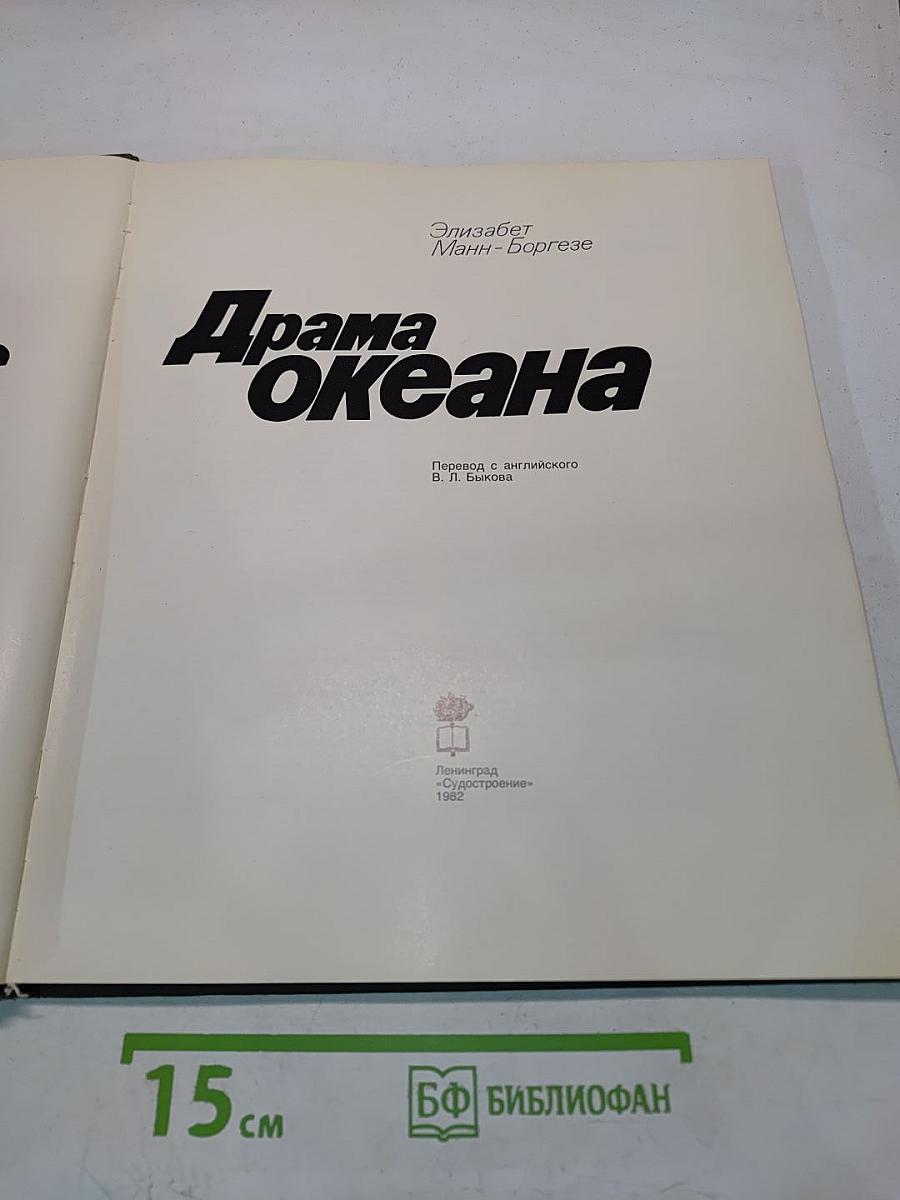 Элизабет
Манн-Боргезе
Драма
океана
Перевод с английского
В. Л. Быкова
Ленинград
«Судостроение»
1982
15 см
БФ БИБЛИОФАН